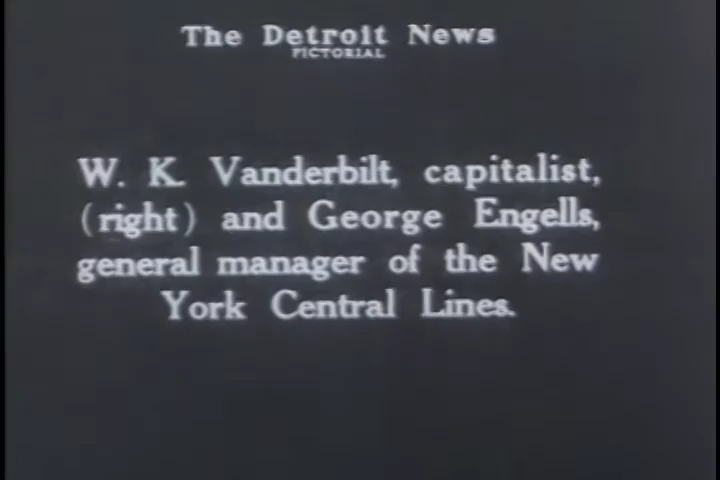 The Detroit News
PICTORIAL
W. K. Vanderbilt, capitalist,
(right) and George Engells,
general manager of the New
York Central Lines.